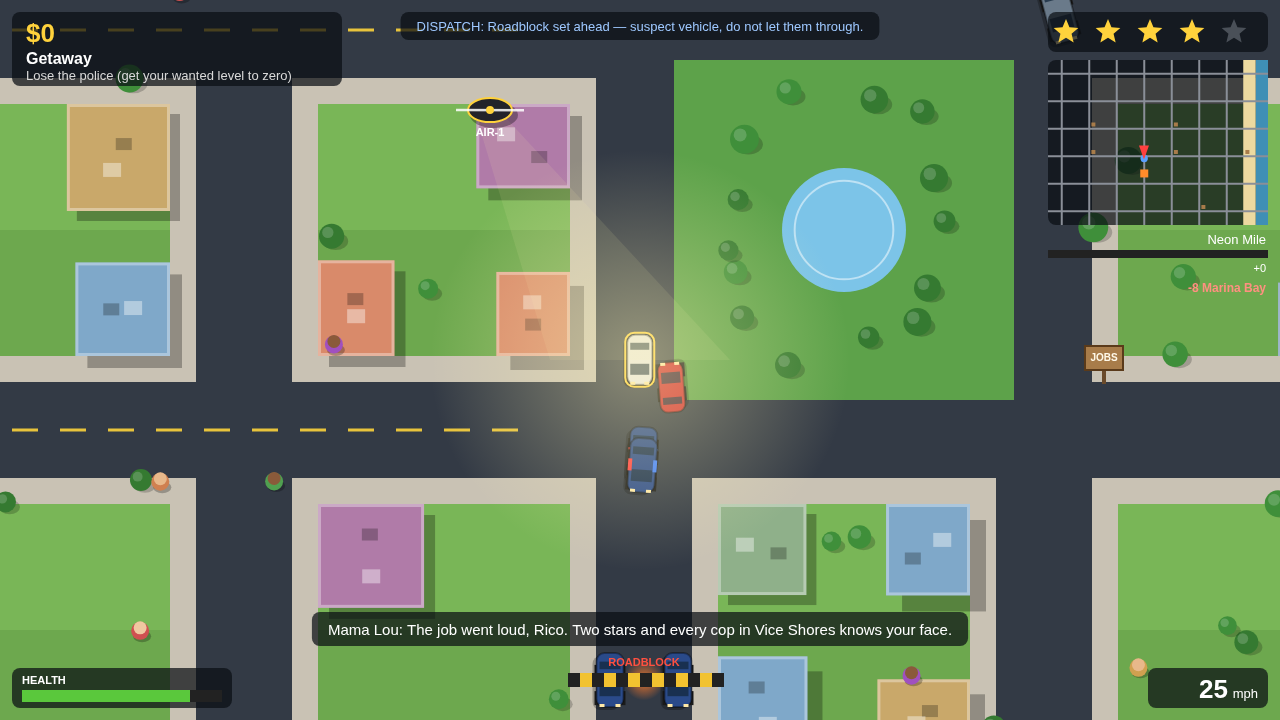 $0
Getaway
Lose the police (get your wanted level to zero)
DISPATCH: Roadblock set ahead — suspect vehicle, do not let them through.
AIR-1
Neon Mile
+0
-8 Marina Bay
JOBS
Mama Lou: The job went loud, Rico. Two stars and every cop in Vice Shores knows your face.
ROADBLOCK
HEALTH
25 mph